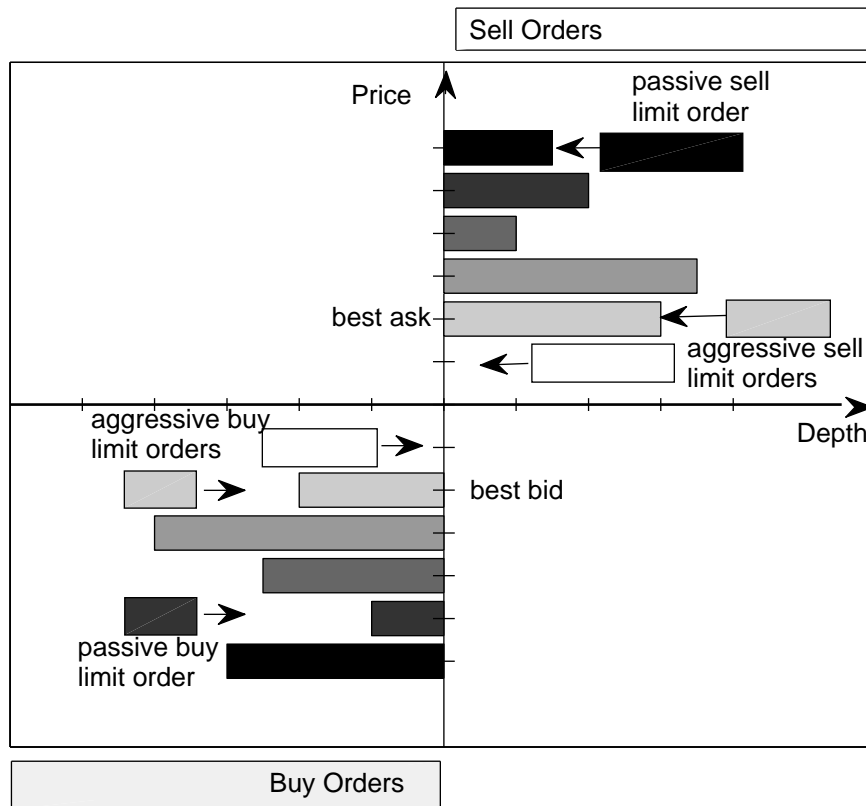 Sell Orders
passive sell
limit order
Price
best ask
aggressive sell
limit orders
Depth
aggressive buy
limit orders
best bid
passive buy
limit order
Buy Orders